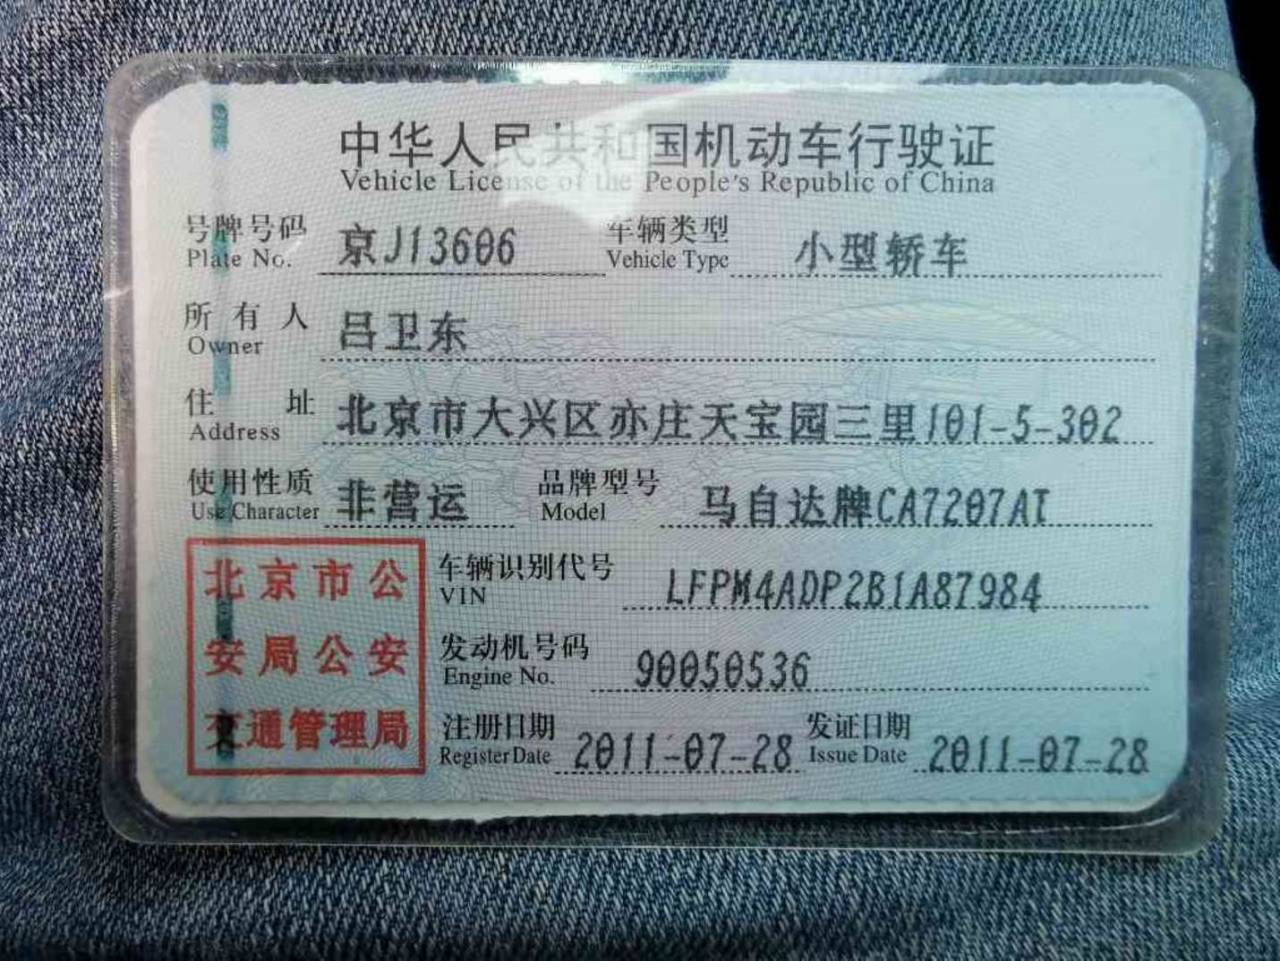 中华人民共和国机动车行驶证
Vehicle License of the People's Republic of China
号牌号码 京J13606 车辆类型 小型轿车
Plate No. Vehicle Type
所有人 吕卫东
Owner
住址 北京市大兴区亦庄天宝园三里101-5-302
Address
使用性质 非营运 品牌型号 马自达牌CA7207AT
Use Character Model
北京市公
安局公安
交通管理局
车辆识别代号 LFPM4ADP2B1A87984
VIN
发动机号码 90050536
Engine No.
注册日期 2011-07-28 发证日期 2011-07-28
Register Date Issue Date